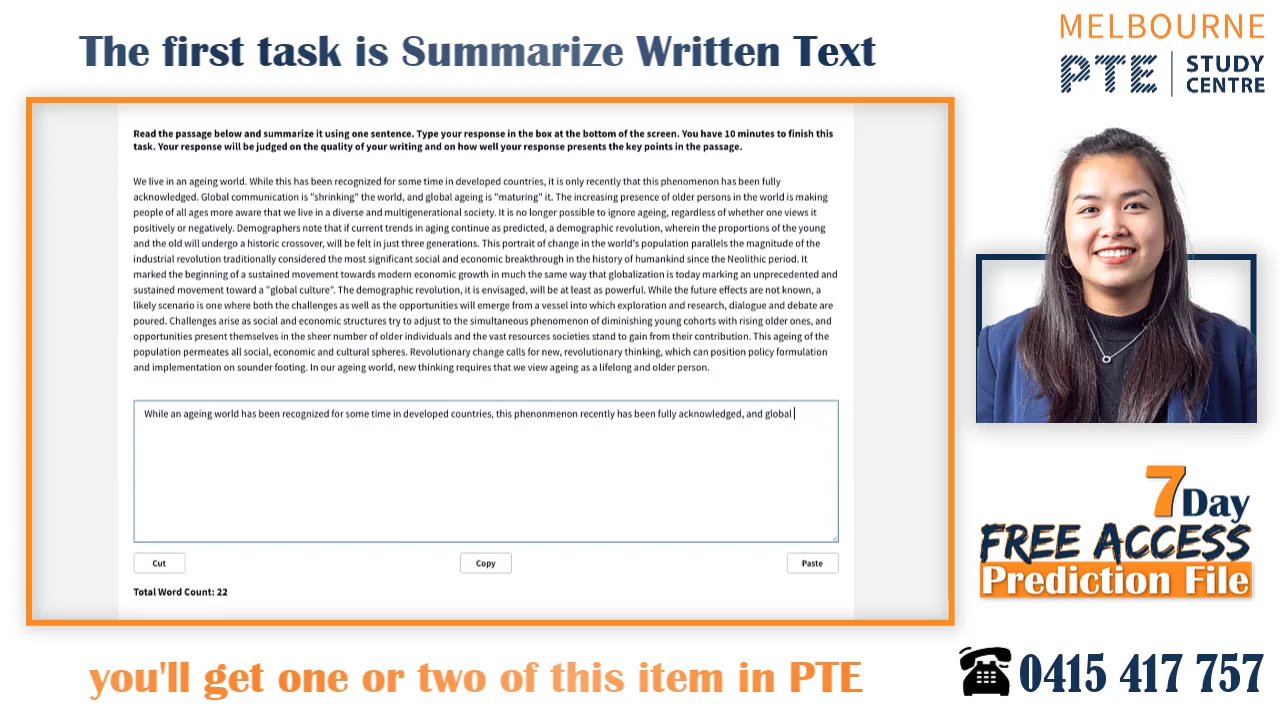 The first task is Summarize Written Text
MELBOURNE
PTE STUDY CENTRE
Read the passage below and summarize it using one sentence. Type your response in the box at the bottom of the screen. You have 10 minutes to finish this
task. Your response will be judged on the quality of your writing and on how well your response presents the key points in the passage.
We live in an ageing world. While this has been recognized for some time in developed countries, it is only recently that this phenomenon has been fully
acknowledged. Global communication is "shrinking" the world, and global ageing is "maturing" it. The increasing presence of older persons in the world is making
people of all ages more aware that we live in a diverse and multigenerational society. It is no longer possible to ignore ageing, regardless of whether one views it
positively or negatively. Demographers note that if current trends in aging continue as predicted, a demographic revolution, wherein the proportions of the young
and the old will undergo a historic crossover, will be felt in just three generations. This portrait of change in the world's population parallels the magnitude of the
industrial revolution traditionally considered the most significant social and economic breakthrough in the history of humankind since the Neolithic period. It
marked the beginning of a sustained movement towards modern economic growth in much the same way that globalization is today marking an unprecedented and
sustained movement toward a "global culture". The demographic revolution, it is envisaged, will be at least as powerful. While the future effects are not known, a
likely scenario is one where both the challenges as well as the opportunities will emerge from a vessel into which exploration and research, dialogue and debate are
poured. Challenges arise as social and economic structures try to adjust to the simultaneous phenomenon of diminishing young cohorts with rising older ones, and
opportunities present themselves in the sheer number of older individuals and the vast resources societies stand to gain from their contribution. This ageing of the
population permeates all social, economic and cultural spheres. Revolutionary change calls for new, revolutionary thinking, which can position policy formulation
and implementation on sounder footing. In our ageing world, new thinking requires that we view ageing as a lifelong and older person.
While an ageing world has been recognized for some time in developed countries, this phenonmenon recently has been fully acknowledged, and global
Cut
Copy
Paste
Total Word Count: 22
7 Day
FREE ACCESS
Prediction File
you'll get one or two of this item in PTE
0415 417 757